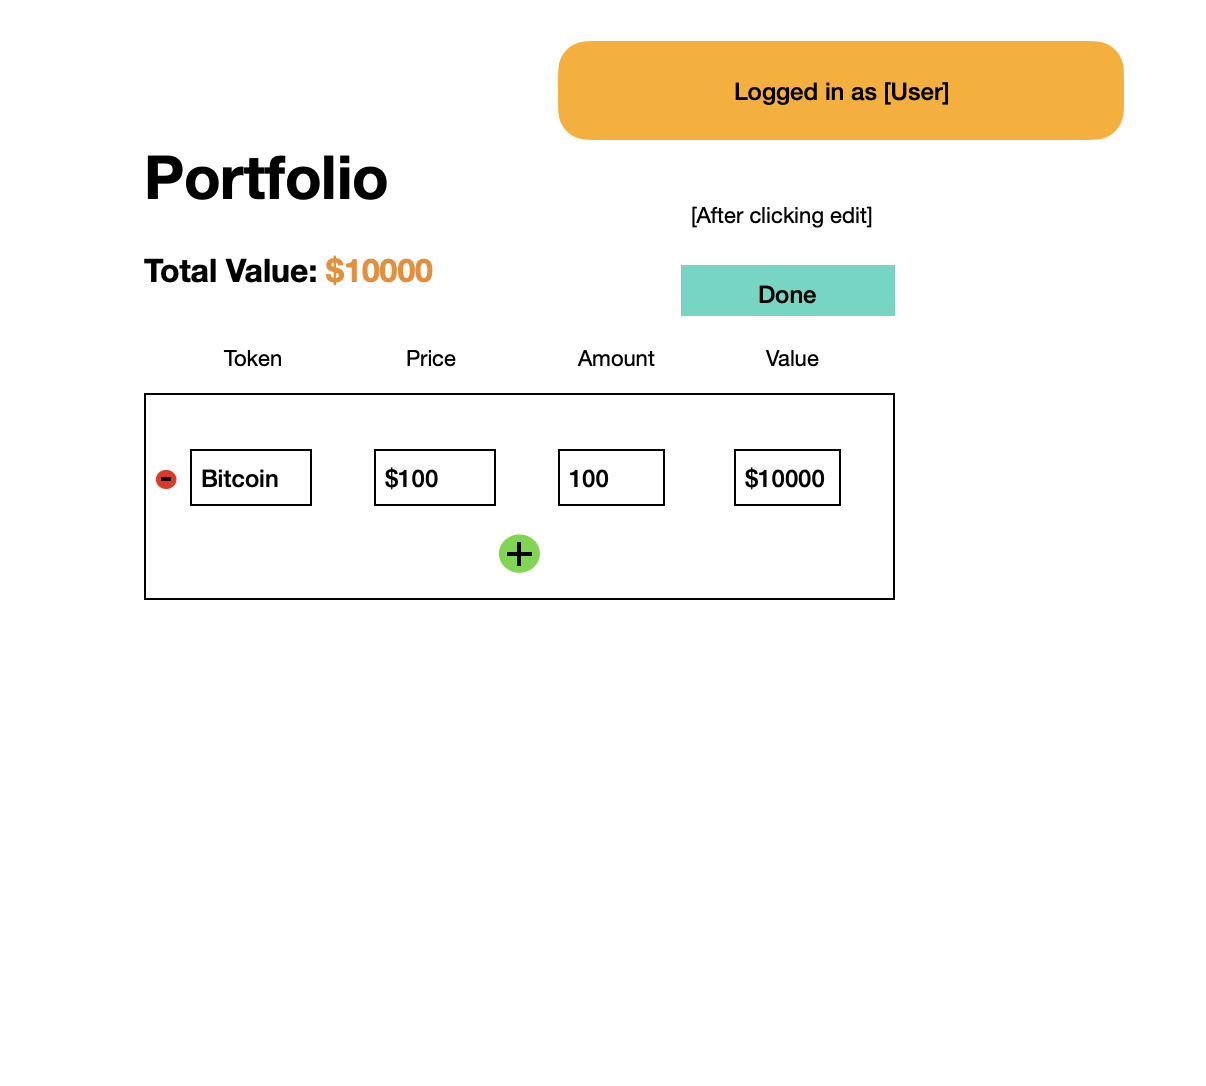 Logged in as [User]
Portfolio
[After clicking edit]
Total Value: $10000
Done
Token Price Amount Value
Bitcoin $100 100 $10000